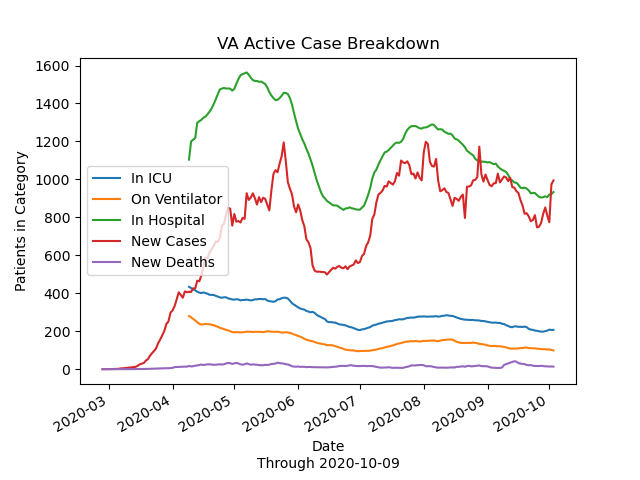 VA Active Case Breakdown
Patients in Category
1600
1400
1200
1000
800
600
400
200
0
In ICU
On Ventilator
In Hospital
New Cases
New Deaths
2020-03
2020-04
2020-05
2020-06
2020-07
2020-08
2020-09
2020-10
Date
Through 2020-10-09